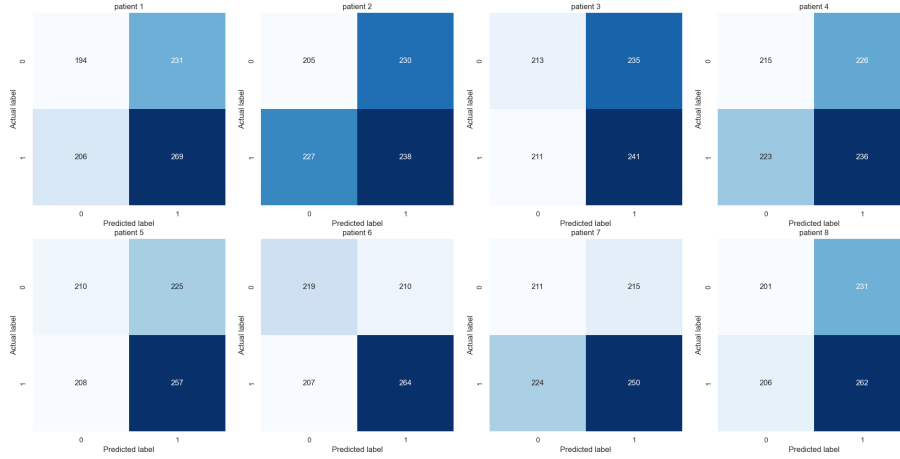 patient 1
patient 2
patient 3
patient 4
Actual label
0
194
231
1
206
269
0
1
Predicted label
Actual label
0
205
230
1
227
238
0
1
Predicted label
Actual label
0
213
235
1
211
241
0
1
Predicted label
Actual label
0
215
226
1
223
236
0
1
Predicted label
patient 5
patient 6
patient 7
patient 8
Actual label
0
210
225
1
208
257
0
1
Predicted label
Actual label
0
219
210
1
207
264
0
1
Predicted label
Actual label
0
211
215
1
224
250
0
1
Predicted label
Actual label
0
201
231
1
206
262
0
1
Predicted label